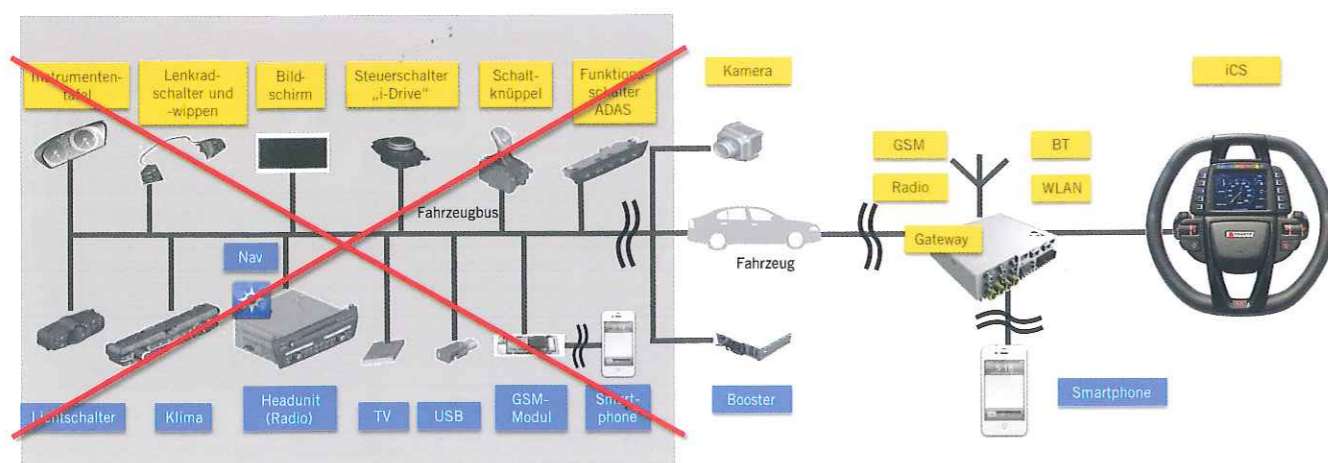 Instrumenten-
tafel
Lenkrad-
schalter und
-wippen
Bild-
schirm
Steuerschalter
„i-Drive“
Schalt-
knüppel
Funktions-
schalter
ADAS
Kamera
iCS
GSM
BT
Radio
WLAN
Fahrzeugbus
Gateway
Nav
Fahrzeug
Lichtschalter
Klima
Headunit
(Radio)
TV
USB
GSM-
Modul
Smart-
phone
Booster
Smartphone